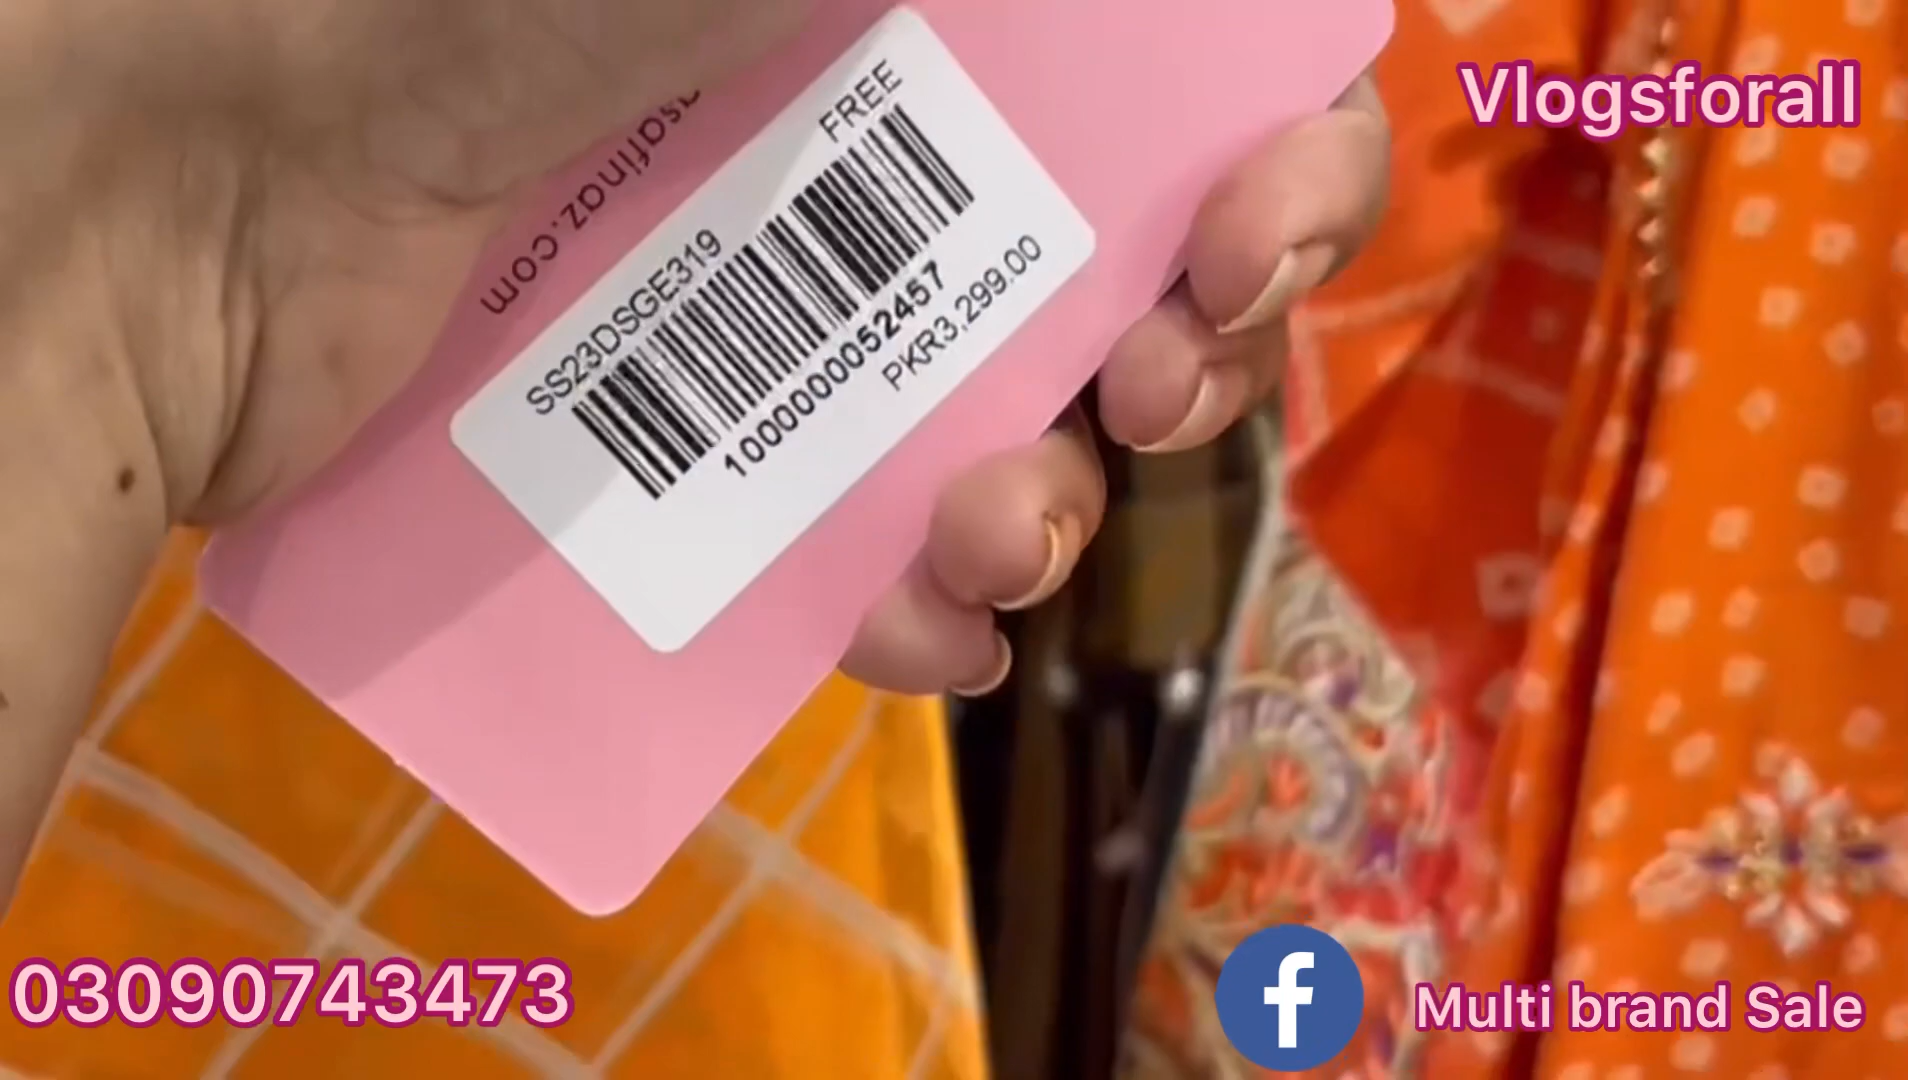 Vlogsforall
FREE
SS23DSGE319
1000000052457
PKR3,299.00
03090743473
f
Multi brand Sale